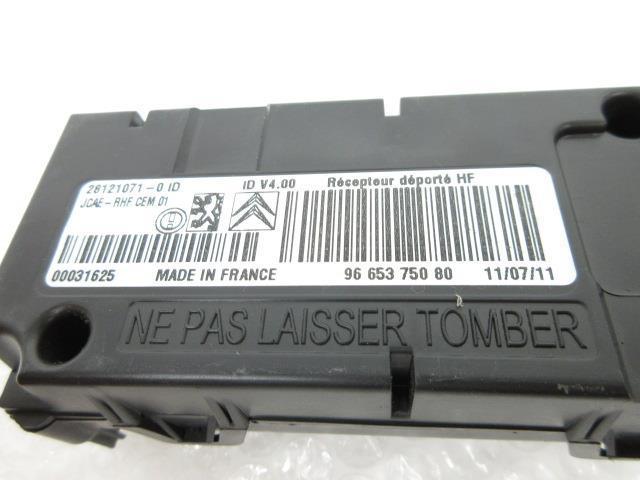 28121071-0 ID
ID V4.00
Récepteur déporté HF
JCAE-RHF CEM 01
00031625
MADE IN FRANCE
96 653 750 80
11/07/11
NE PAS LAISSER TOMBER